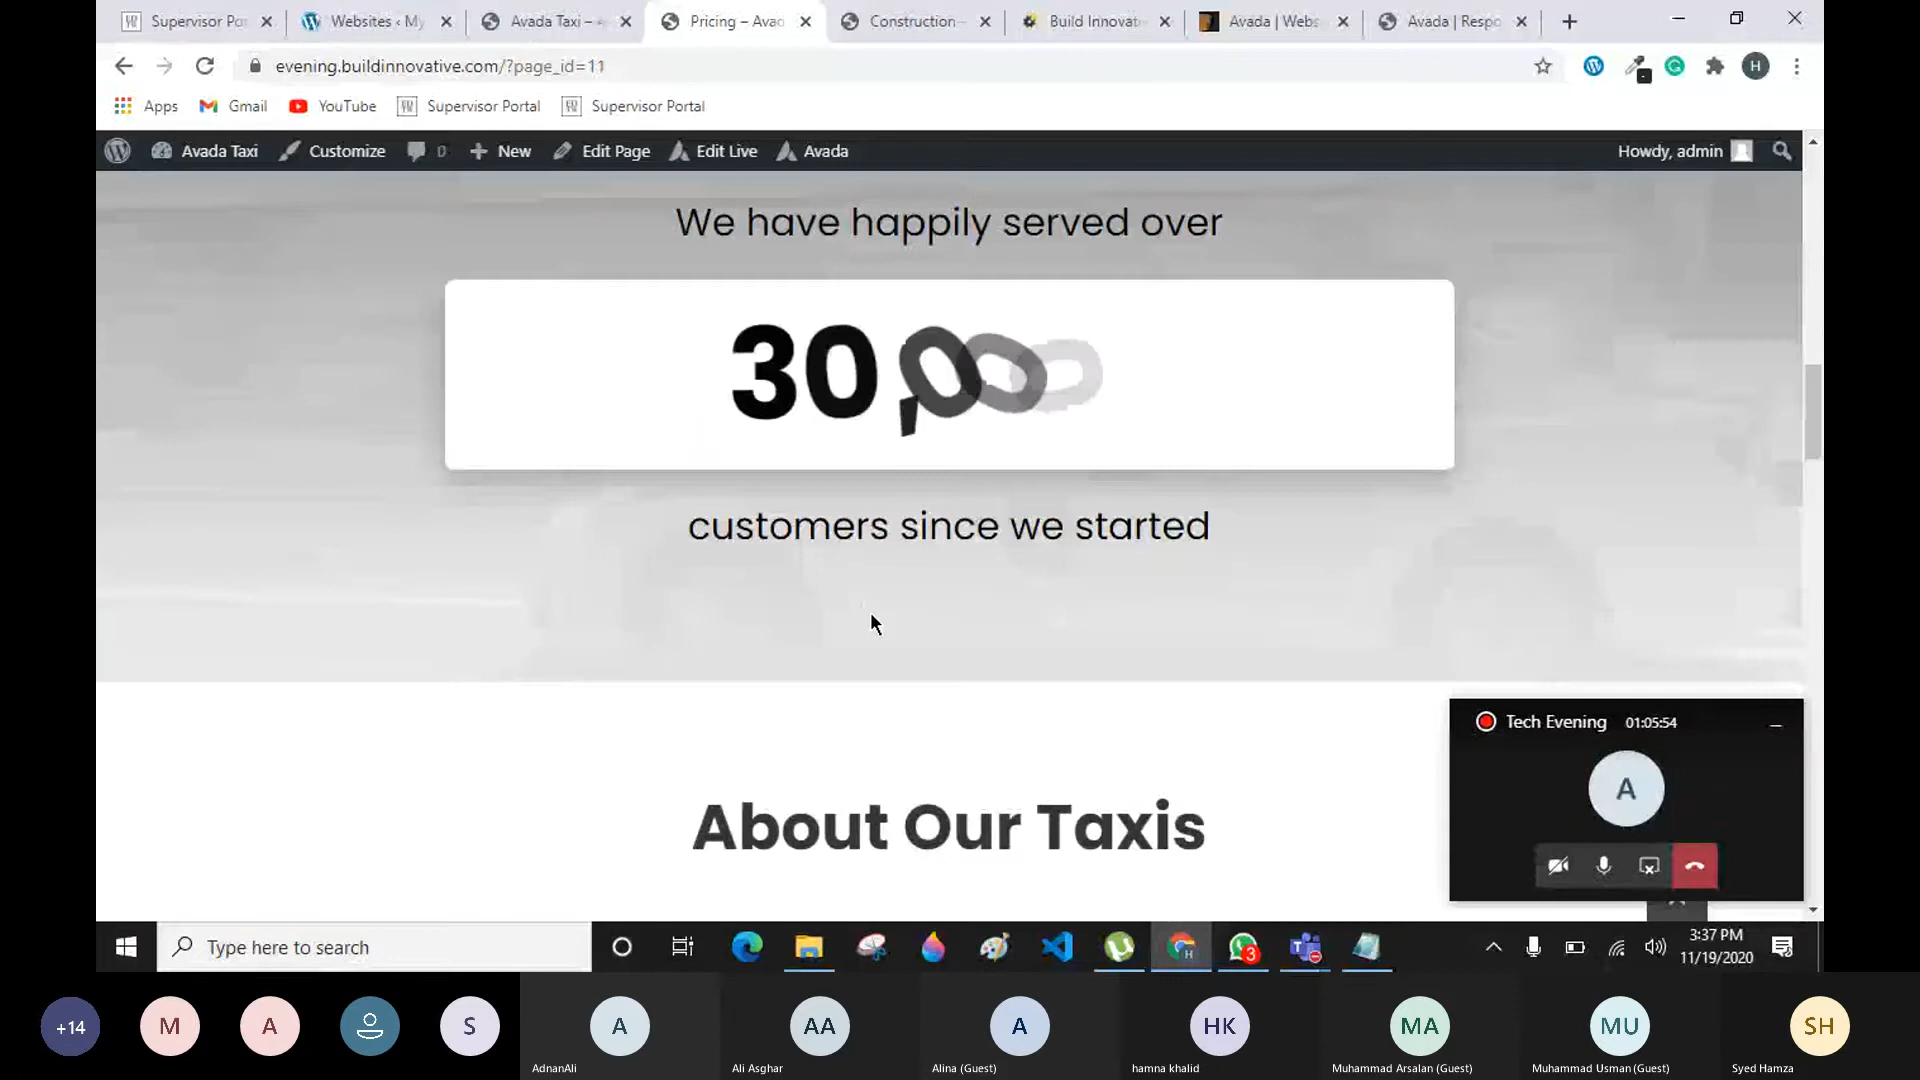 Supervisor Po
Websites ‹ My
Avada Taxi –
Pricing – Avad
Construction –
Build Innovat
Avada | Webs
Avada | Respo
evening.buildinnovative.com/?page_id=11
H
Apps
Gmail
YouTube
Supervisor Portal
Supervisor Portal
Avada Taxi
Customize
0
New
Edit Page
Edit Live
Avada
Howdy, admin
We have happily served over
30,000
customers since we started
About Our Taxis
Tech Evening
01:05:54
A
Type here to search
3
3:37 PM
11/19/2020
+14
M
A
S
A
AA
A
HK
MA
MU
SH
AdnanAli
Ali Asghar
Alina (Guest)
hamna khalid
Muhammad Arsalan (Guest)
Muhammad Usman (Guest)
Syed Hamza